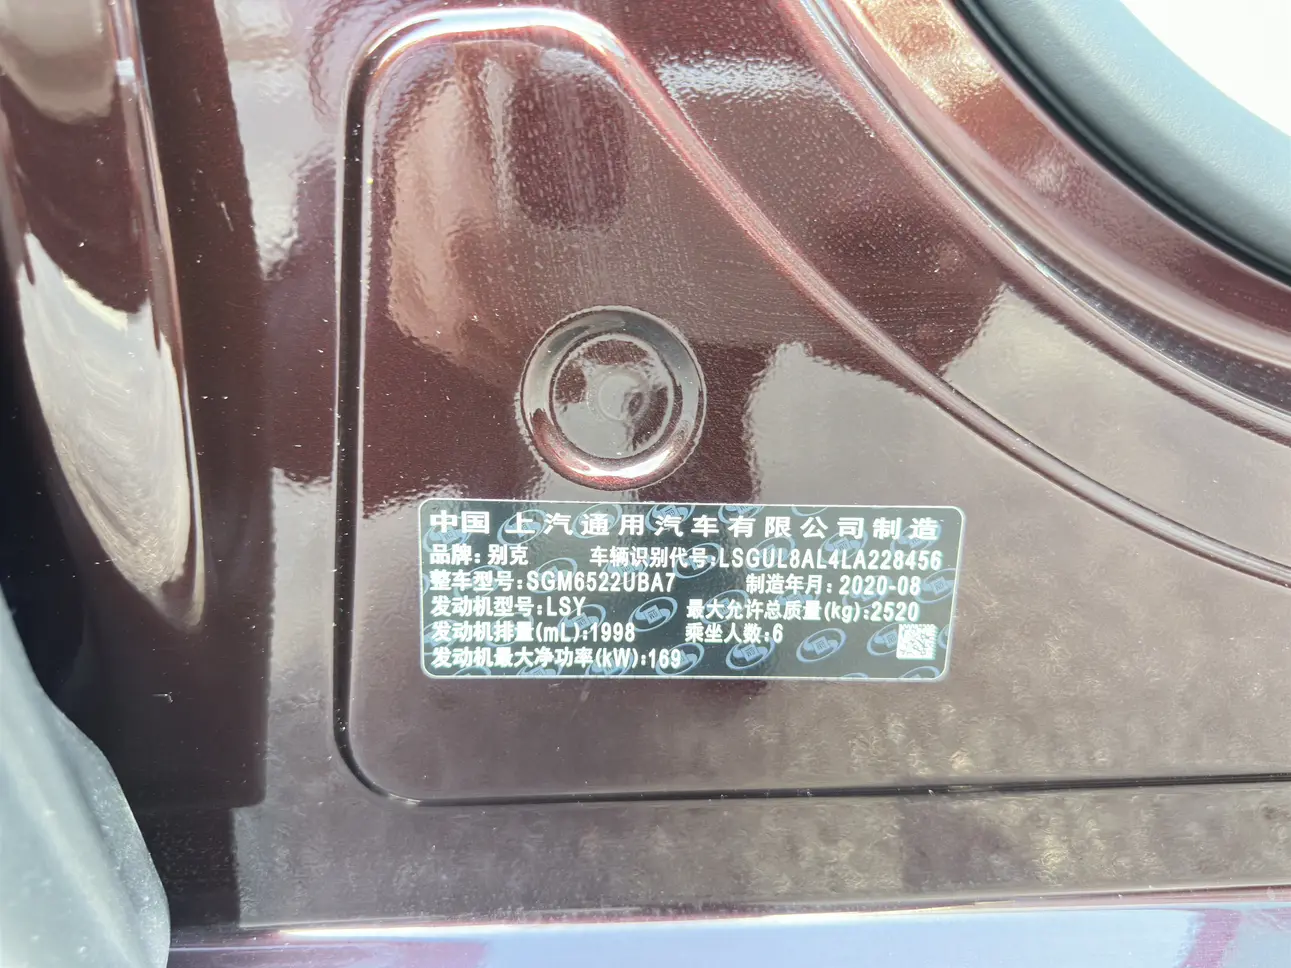 中国 上汽通用汽车有限公司制造
品牌:别克 车辆识别代号:LSGUL8AL4LA228456
整车型号:SGM6522UBA7 制造年月:2020-08
发动机型号:LSY 最大允许总质量(kg):2520
发动机排量(mL):1998 乘坐人数:6
发动机最大净功率(kW):169